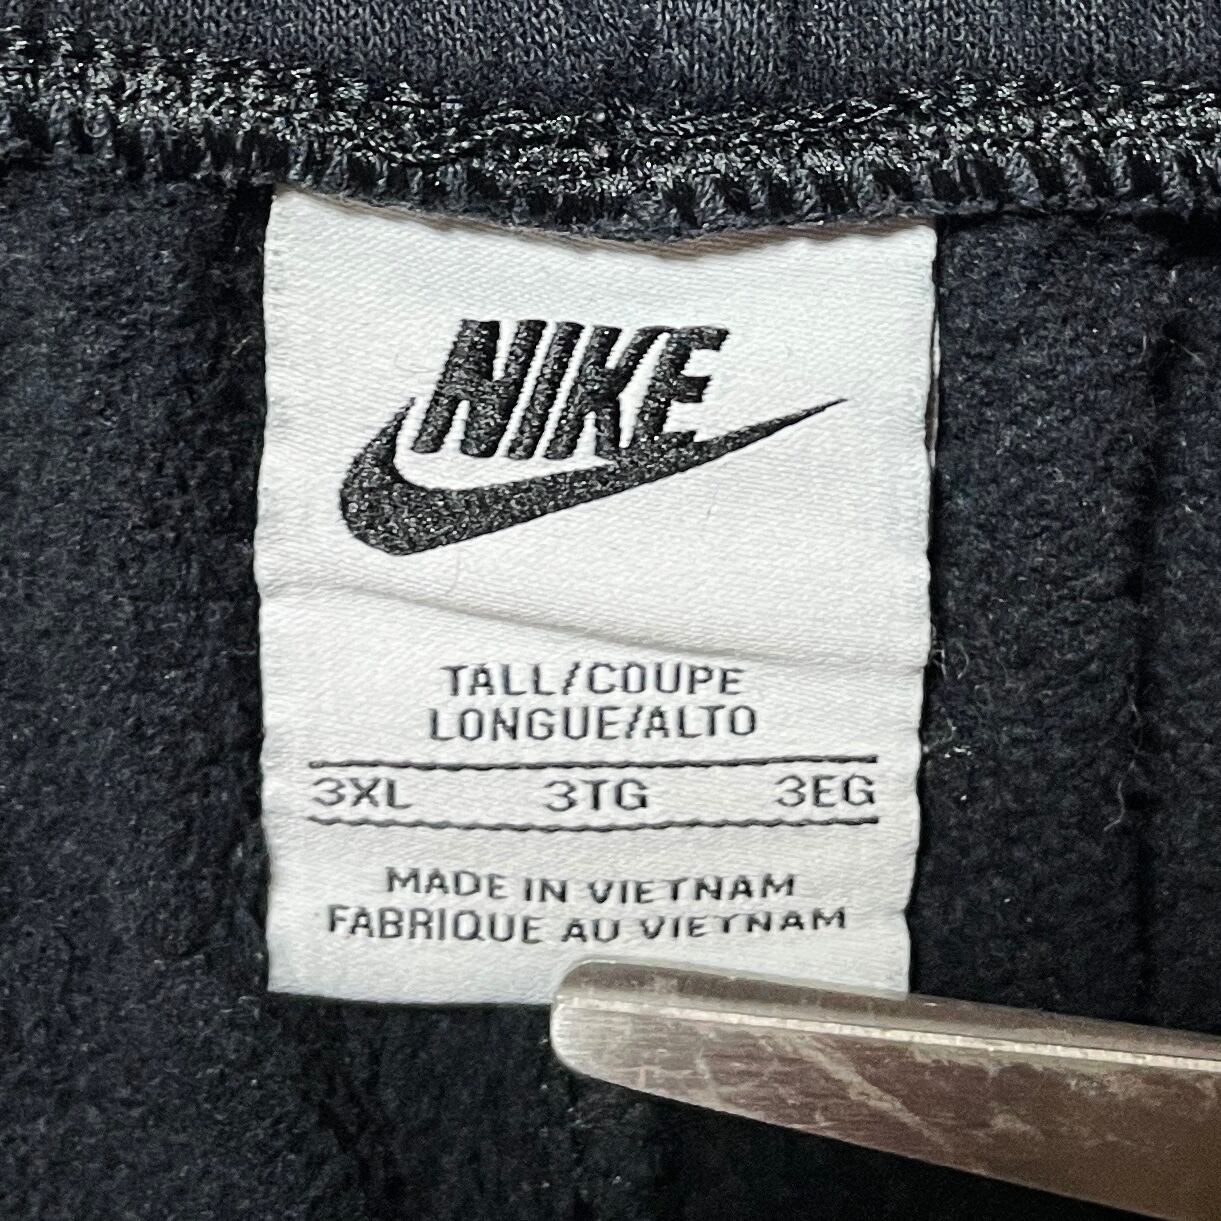 NIKE
TALL/COUPE
LONGUE/ALTO
3XL 3TG 3EG
MADE IN VIETNAM
FABRIQUE AU VIETNAM